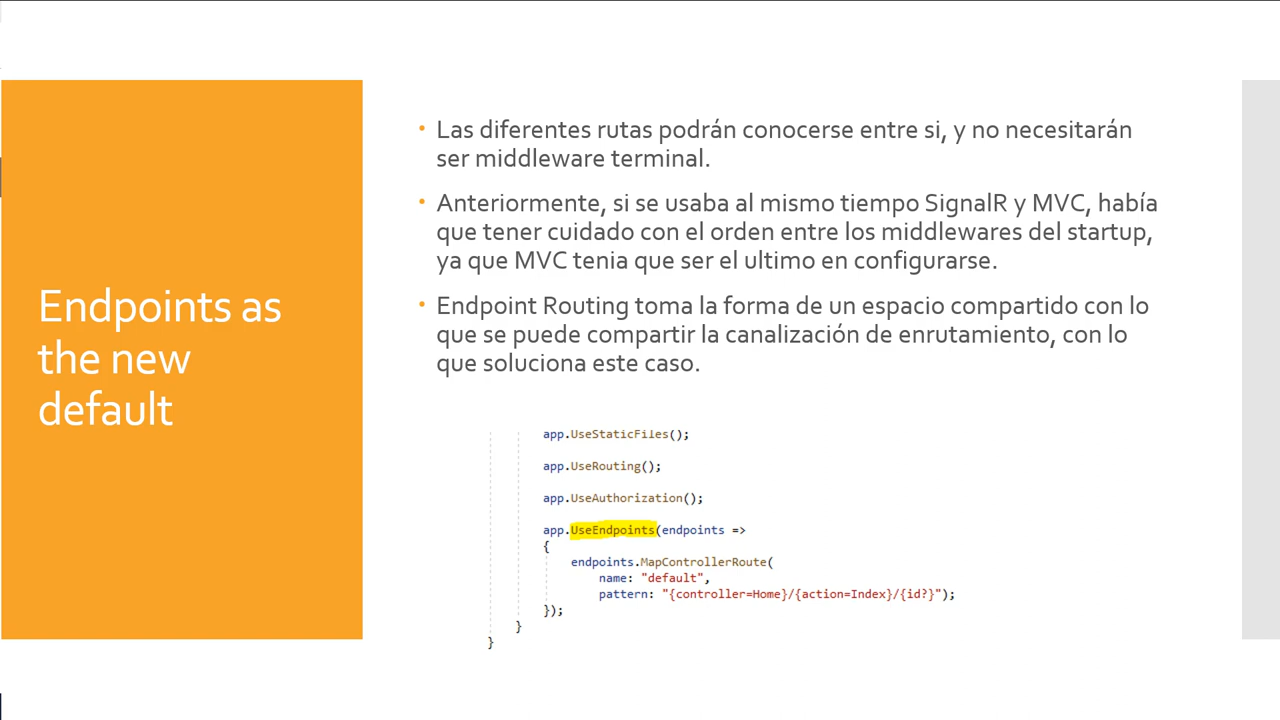 Endpoints as
the new
default
• Las diferentes rutas podrán conocerse entre si, y no necesitarán
ser middleware terminal.
• Anteriormente, si se usaba al mismo tiempo SignalR y MVC, había
que tener cuidado con el orden entre los middlewares del startup,
ya que MVC tenia que ser el ultimo en configurarse.
• Endpoint Routing toma la forma de un espacio compartido con lo
que se puede compartir la canalización de enrutamiento, con lo
que soluciona este caso.
app.UseStaticFiles();
app.UseRouting();
app.UseAuthorization();
app.UseEndpoints(endpoints =>
{
endpoints.MapControllerRoute(
name: "default",
pattern: "{controller=Home}/{action=Index}/{id?}");
});
}
}